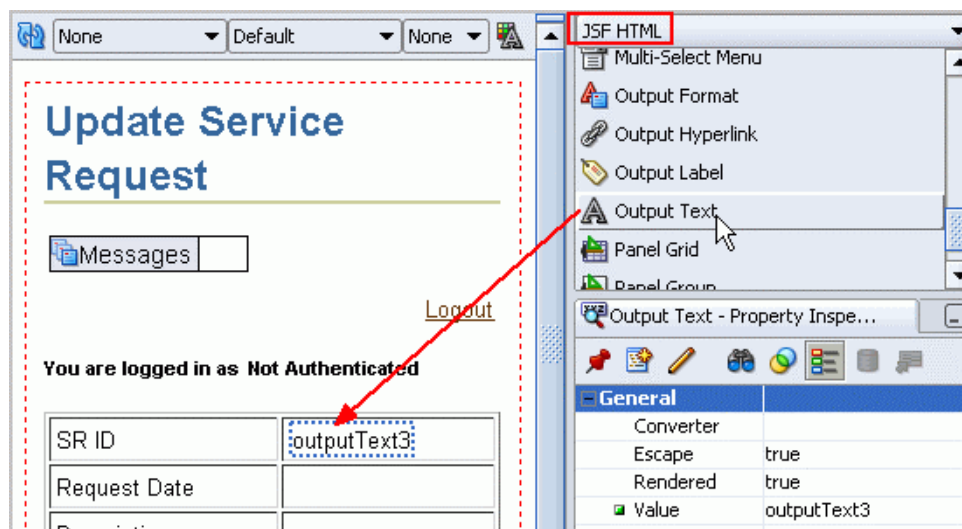 None Default None
Update Service
Request
Messages
Logout
You are logged in as Not Authenticated
SR ID outputText3
Request Date
JSF HTML
Multi-Select Menu
Output Format
Output Hyperlink
Output Label
Output Text
Panel Grid
Panel Group
Output Text - Property Inspe...
General
Converter
Escape true
Rendered true
Value outputText3